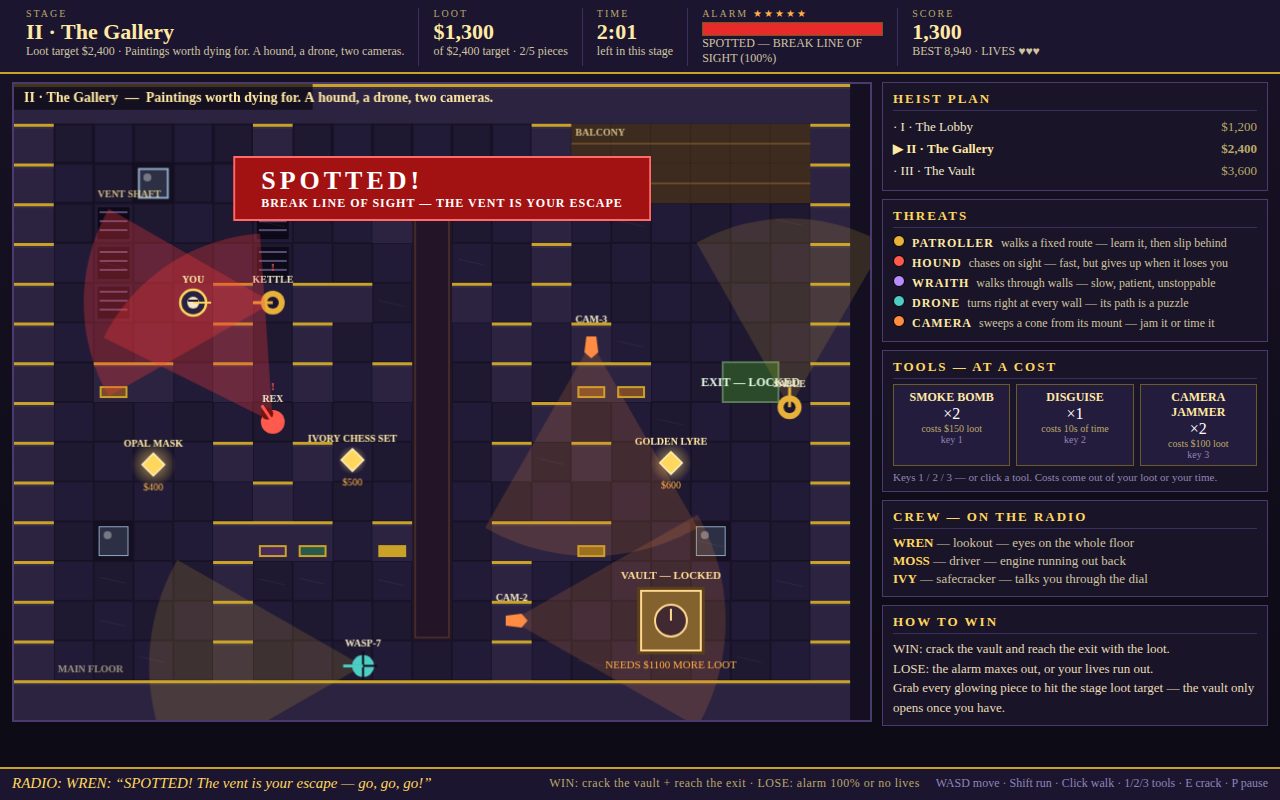 STAGE
II · The Gallery
Loot target $2,400 · Paintings worth dying for. A hound, a drone, two cameras.
LOOT
$1,300
of $2,400 target · 2/5 pieces
TIME
2:01
left in this stage
ALARM ★★★★★
SPOTTED — BREAK LINE OF
SIGHT (100%)
SCORE
1,300
BEST 8,940 · LIVES ♥♥♥
II · The Gallery — Paintings worth dying for. A hound, a drone, two cameras.
BALCONY
SPOTTED!
BREAK LINE OF SIGHT — THE VENT IS YOUR ESCAPE
VENT SHAFT
YOU
!
KETTLE
CAM-3
EXIT — LOCKED
!
REX
OPAL MASK
$400
IVORY CHESS SET
$500
GOLDEN LYRE
$600
VAULT — LOCKED
CAM-2
NEEDS $1100 MORE LOOT
WASP-7
MAIN FLOOR
HEIST PLAN
· I · The Lobby $1,200
▶ II · The Gallery $2,400
· III · The Vault $3,600
THREATS
PATROLLER walks a fixed route — learn it, then slip behind
HOUND chases on sight — fast, but gives up when it loses you
WRAITH walks through walls — slow, patient, unstoppable
DRONE turns right at every wall — its path is a puzzle
CAMERA sweeps a cone from its mount — jam it or time it
TOOLS — AT A COST
SMOKE BOMB
×2
costs $150 loot
key 1
DISGUISE
×1
costs 10s of time
key 2
CAMERA
JAMMER
×2
costs $100 loot
key 3
Keys 1 / 2 / 3 — or click a tool. Costs come out of your loot or your time.
CREW — ON THE RADIO
WREN — lookout — eyes on the whole floor
MOSS — driver — engine running out back
IVY — safecracker — talks you through the dial
HOW TO WIN
WIN: crack the vault and reach the exit with the loot.
LOSE: the alarm maxes out, or your lives run out.
Grab every glowing piece to hit the stage loot target — the vault only
opens once you have.
RADIO: WREN: “SPOTTED! The vent is your escape — go, go, go!”
WIN: crack the vault + reach the exit · LOSE: alarm 100% or no lives
WASD move · Shift run · Click walk · 1/2/3 tools · E crack · P pause